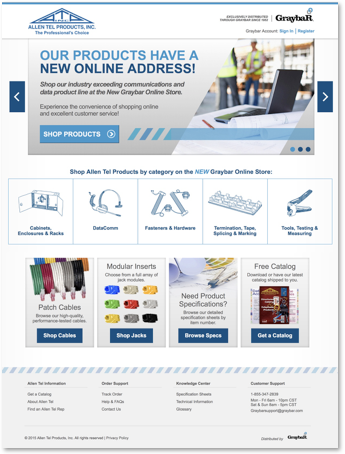 ALLEN TEL PRODUCTS, INC.
The Professional's Choice
EXCLUSIVELY DISTRIBUTED
THROUGH GRAYBAR SINCE 1993
GraybaR
Graybar Account: Sign In | Register
OUR PRODUCTS HAVE A
NEW ONLINE ADDRESS!
Shop our industry exceeding communications and
data product line at the New Graybar Online Store.
Experience the convenience of shopping online
and excellent customer service!
SHOP PRODUCTS
Shop Allen Tel Products by category on the NEW Graybar Online Store:
Cabinets,
Enclosures & Racks
DataComm
Fasteners & Hardware
Termination, Tape,
Splicing & Marking
Tools, Testing &
Measuring
Patch Cables
Browse our high-quality,
performance-tested cables.
Shop Cables
Modular Inserts
Choose from a full array of
jack modules.
Shop Jacks
Need Product
Specifications?
Browse our detailed
specification sheets by
item number.
Browse Specs
Free Catalog
Download or have our latest
catalog shipped to you.
Get a Catalog
Allen Tel Information
Get a Catalog
About Allen Tel
Find an Allen Tel Rep
Order Support
Track Order
Help & FAQs
Contact Us
Knowledge Center
Specification Sheets
Technical Information
Glossary
Customer Support
Mon - Fri 8am - 10pm CST
Sat & Sun 8am - 5pm CST
Graybarsupport@graybar.com
© 2015 Allen Tel Products, Inc. All rights reserved | Privacy Policy
Distributed by
GraybaR